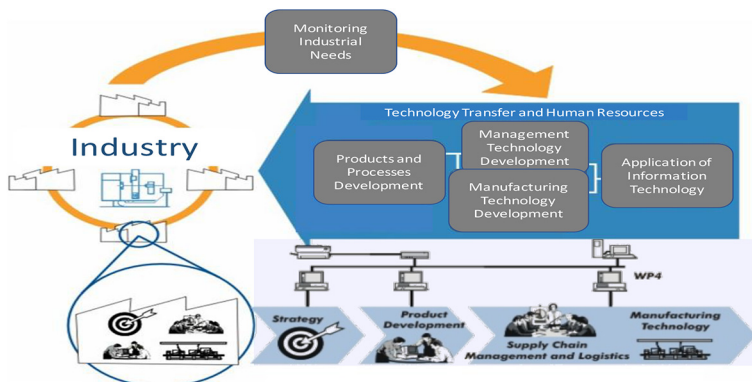 Monitoring
Industrial
Needs
Technology Transfer and Human Resources
Industry
Products and
Processes
Development
Management
Technology
Development
Manufacturing
Technology
Development
Application of
Information
Technology
WP4
Strategy
Product
Development
Supply Chain
Management and Logistics
Manufacturing
Technology